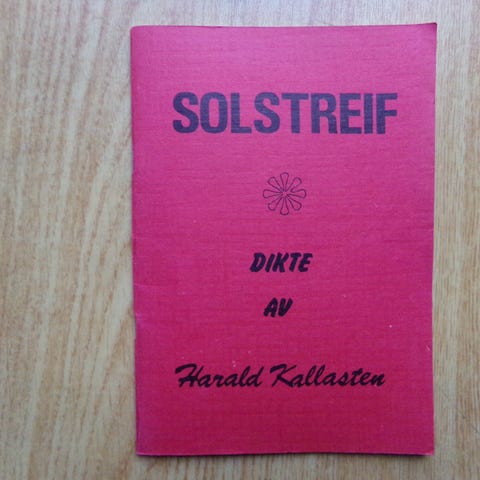 SOLSTREIF
DIKTE
AV
Harald Kallasten